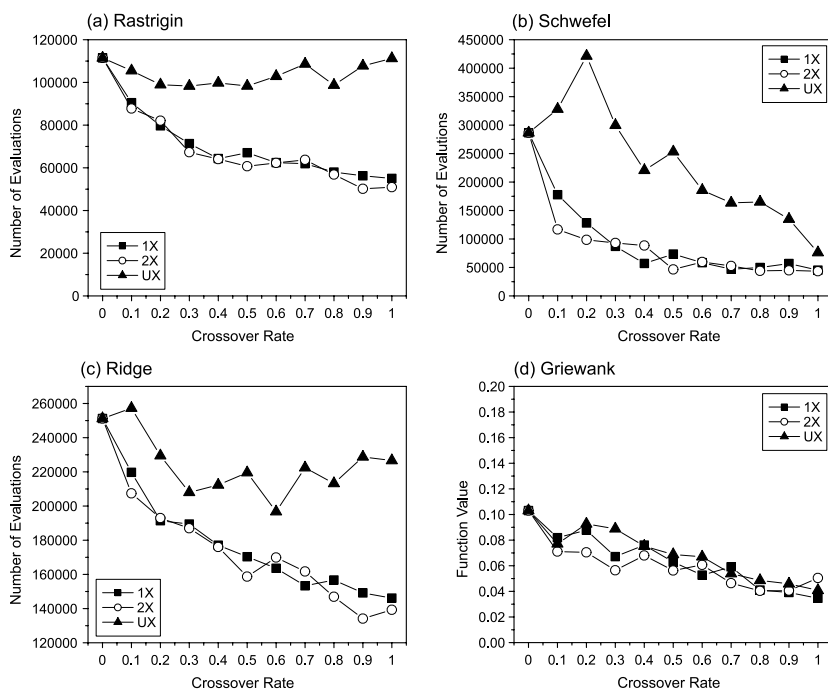 (a) Rastrigin
120000
100000
80000
60000
40000
20000
0
Number of Evaluations
1X
2X
UX
0 0.1 0.2 0.3 0.4 0.5 0.6 0.7 0.8 0.9 1
Crossover Rate
(b) Schwefel
450000
400000
350000
300000
250000
200000
150000
100000
50000
0
Number of Evalutions
1X
2X
UX
0 0.1 0.2 0.3 0.4 0.5 0.6 0.7 0.8 0.9 1
Crossover Rate
(c) Ridge
260000
240000
220000
200000
180000
160000
140000
120000
Number of Evaluations
1X
2X
UX
0 0.1 0.2 0.3 0.4 0.5 0.6 0.7 0.8 0.9 1
Crossover Rate
(d) Griewank
0.20
0.18
0.16
0.14
0.12
0.10
0.08
0.06
0.04
0.02
0.00
Function Value
1X
2X
UX
0 0.1 0.2 0.3 0.4 0.5 0.6 0.7 0.8 0.9 1
Crossover Rate